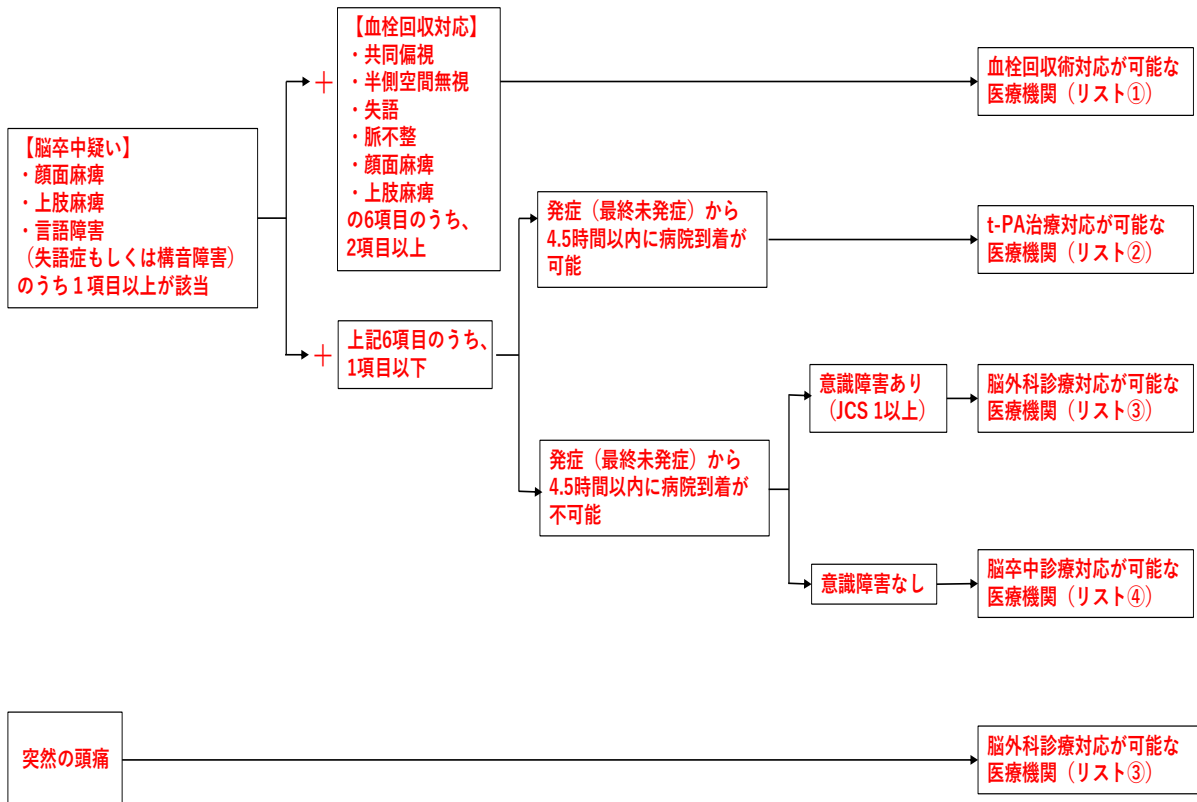 【脳卒中疑い】
・顔面麻痺
・上肢麻痺
・言語障害
（失語症もしくは構音障害）
のうち１項目以上が該当
＋
【血栓回収対応】
・共同偏視
・半側空間無視
・失語
・脈不整
・顔面麻痺
・上肢麻痺
の6項目のうち、
2項目以上
血栓回収術対応が可能な
医療機関（リスト①）
＋
上記6項目のうち、
1項目以下
発症（最終未発症）から
4.5時間以内に病院到着が
可能
t-PA治療対応が可能な
医療機関（リスト②）
発症（最終未発症）から
4.5時間以内に病院到着が
不可能
意識障害あり
（JCS 1以上）
脳外科診療対応が可能な
医療機関（リスト③）
意識障害なし
脳卒中診療対応が可能な
医療機関（リスト④）
突然の頭痛
脳外科診療対応が可能な
医療機関（リスト③）